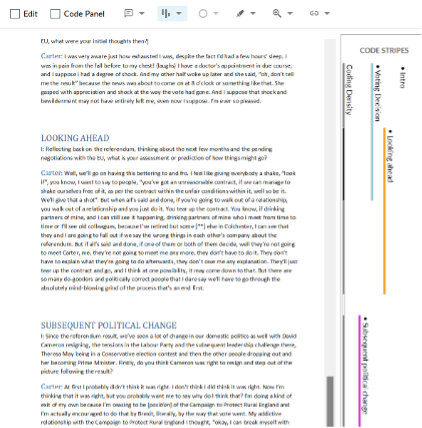 Edit
Code Panel
EU, what were your initial thoughts then?
Carter: I was very aware just how exhausted I was, despite the fact I'd had a few hours' sleep. I
was in pain from the fall before to my chest! [laughs] I have a doctor's appointment in due course,
and I suppose I had a degree of shock. And my other half woke up later and she said, "oh, don't tell
me the result" because the news was about to come on at 8 o'clock or something like that. She
gasped with appreciation and shock at the way the vote had gone. And I suppose that shock and
bewilderment may not have entirely left me, even now I suppose. I'm ever so pleased.
LOOKING AHEAD
I: Reflecting back on the referendum, thinking about the next few months and the pending
negotiations with the EU, what is your assessment or prediction of how things might go?
Carter: Well, we'll go on having this bettering to and fro. I feel like giving everybody a shake, "look
it", you know, I want to say to people, "you've got an unreasonable contract, if we can manage to
shake ourselves free of it, as per the contract within the unfair conditions within it, well so be it.
We'll give that a shot". But when all's said and done, if you're going to walk out of a relationship,
you walk out of a relationship and you just do it. You tear up the contract. You know, if drinking
partners of mine, and I can still see it happening, drinking partners of mine who I meet from time to
time or I'll see old colleagues, because I've retired but some [**] else in Colchester, I can see that
they and I are going to fall out if we say the wrong things in each other's company about the
referendum. But if all's said and done, if one of them or both of them decide, well they're not going
to meet Carter, no, they're not going to meet me any more, they don't have to do it. They don't
have to explain what they're going to do afterwards, they don't owe me any explanation. They'll just
tear up the contract and go, and I think at one possibility, it may come down to that. But there are
so many do-gooders and politically correct people that I dare say we'll have to go through the
absolutely mind-blowing grind of the process that's an end first.
SUBSEQUENT POLITICAL CHANGE
I: Since the referendum result, we've seen a lot of change in our domestic politics as well with David
Cameron resigning, the tensions in the Labour Party and the subsequent leadership challenge there,
Theresa May being in a Conservative election contest and then the other people dropping out and
her becoming Prime Minister. Firstly, do you think Cameron was right to resign and step out of the
picture following the result?
Carter: At first I probably didn't think it was right. I don't think I did think it was right. Now I'm
thinking that it was right, but you probably want me to say why do I think that? I'm doing a kind of
exit of my own because I'm ceasing to be [position] of the Campaign to Protect Rural England and
I'm actually encouraged to do that by Brexit, literally, by the way that vote went. My addictive
relationship with the Campaign to Protect Rural England I thought, "okay, I can break myself with
CODE STRIPES
Coding Density
Voting Decision
Intro
Looking ahead
Subsequent political change